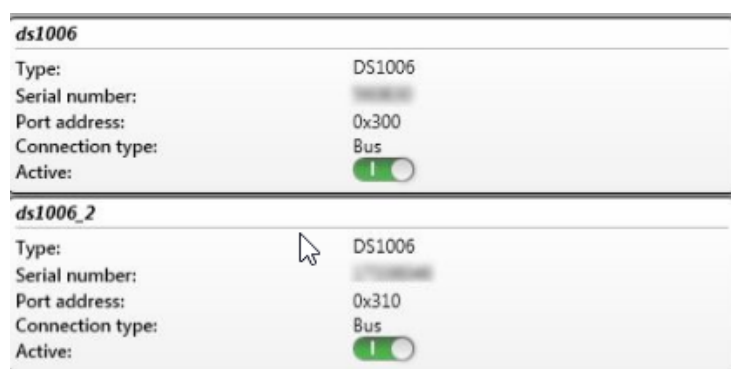 ds1006
Type: DS1006
Serial number:
Port address: 0x300
Connection type: Bus
Active:
ds1006_2
Type: DS1006
Serial number:
Port address: 0x310
Connection type: Bus
Active: